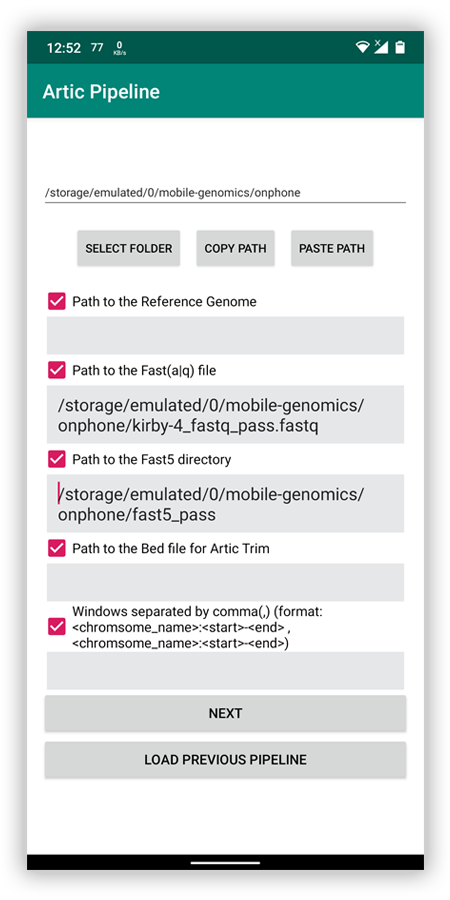 12:52 77 0 KB/s
Artic Pipeline
/storage/emulated/0/mobile-genomics/onphone
SELECT FOLDER COPY PATH PASTE PATH
Path to the Reference Genome
Path to the Fast(a|q) file
/storage/emulated/0/mobile-genomics/
onphone/kirby-4_fastq_pass.fastq
Path to the Fast5 directory
/storage/emulated/0/mobile-genomics/
onphone/fast5_pass
Path to the Bed file for Artic Trim
Windows separated by comma(,) (format:
<chromsome_name>:<start>-<end> ,
<chromsome_name>:<start>-<end>)
NEXT
LOAD PREVIOUS PIPELINE